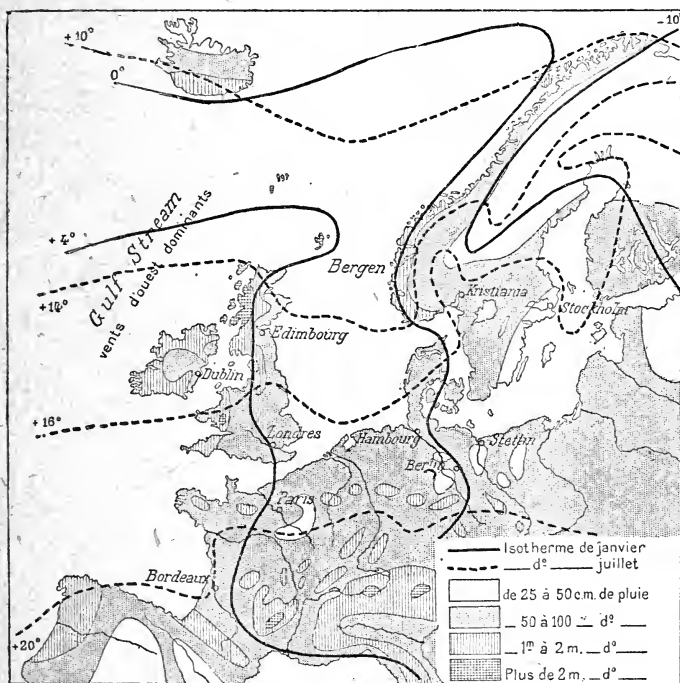 +10°
-10°
0°
Gulf Stream
vents d'ouest dominants
+4°
Bergen
+14°
Kristiania
Stockholm
Edimbourg
Dublin
+16°
Londres
Hambourg
Stettin
Berlin
Paris
Bordeaux
+20°
Isotherme de janvier
d° juillet
de 25 à 50 c.m. de pluie
50 à 100 _ d°
1m à 2 m. _ d°
Plus de 2 m. _ d°